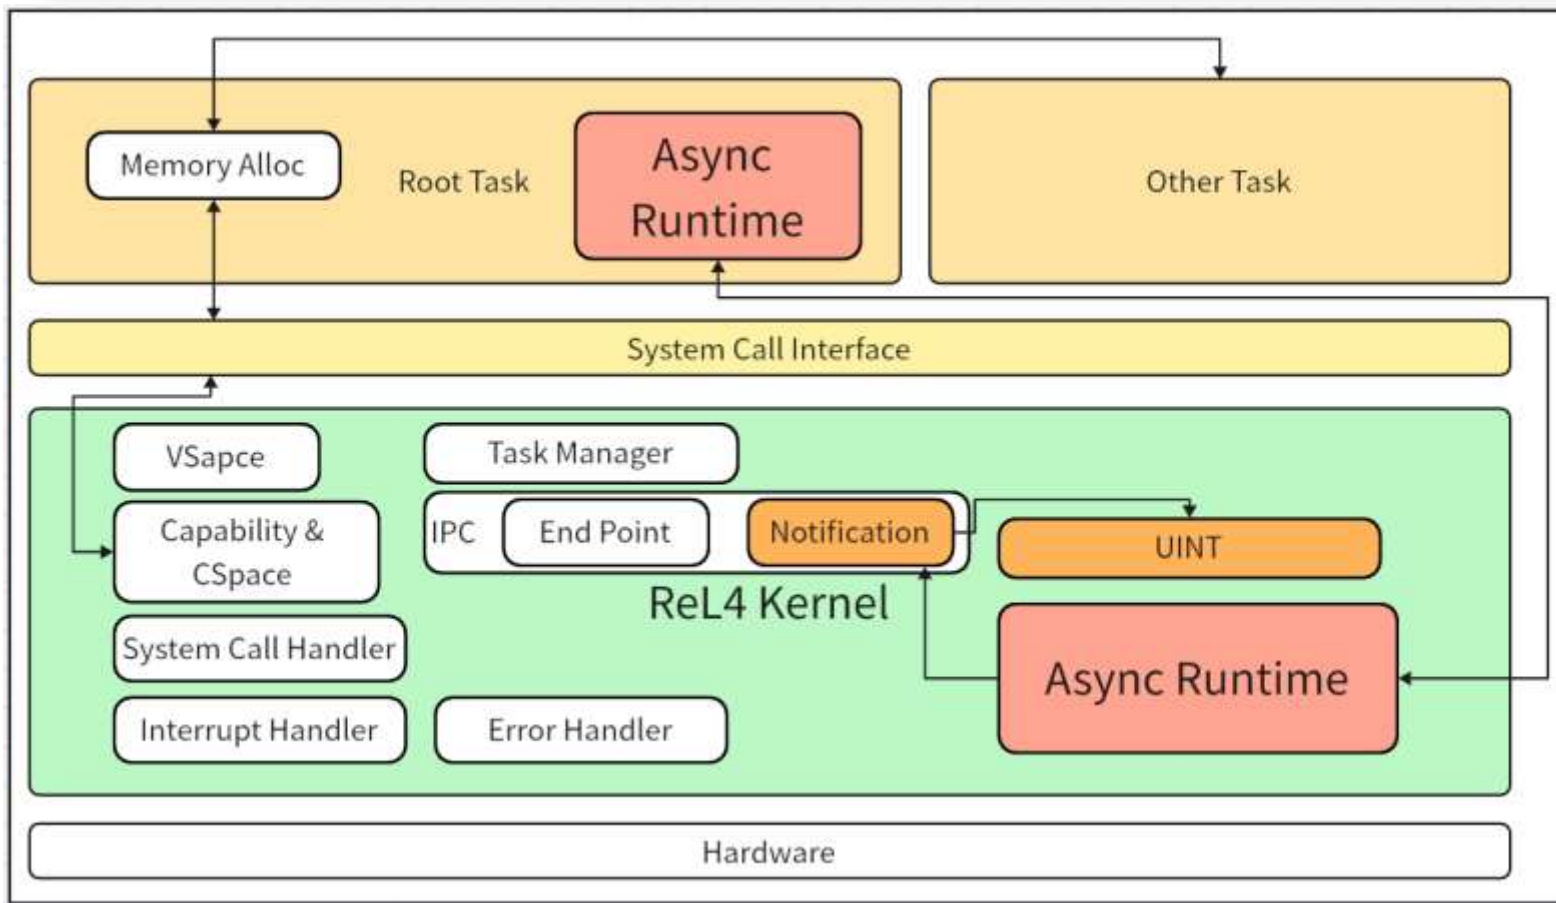 Memory Alloc
Root Task
Async
Runtime
Other Task
System Call Interface
VSapce
Task Manager
Capability &
CSpace
IPC
End Point
Notification
UINT
ReL4 Kernel
System Call Handler
Async Runtime
Interrupt Handler
Error Handler
Hardware